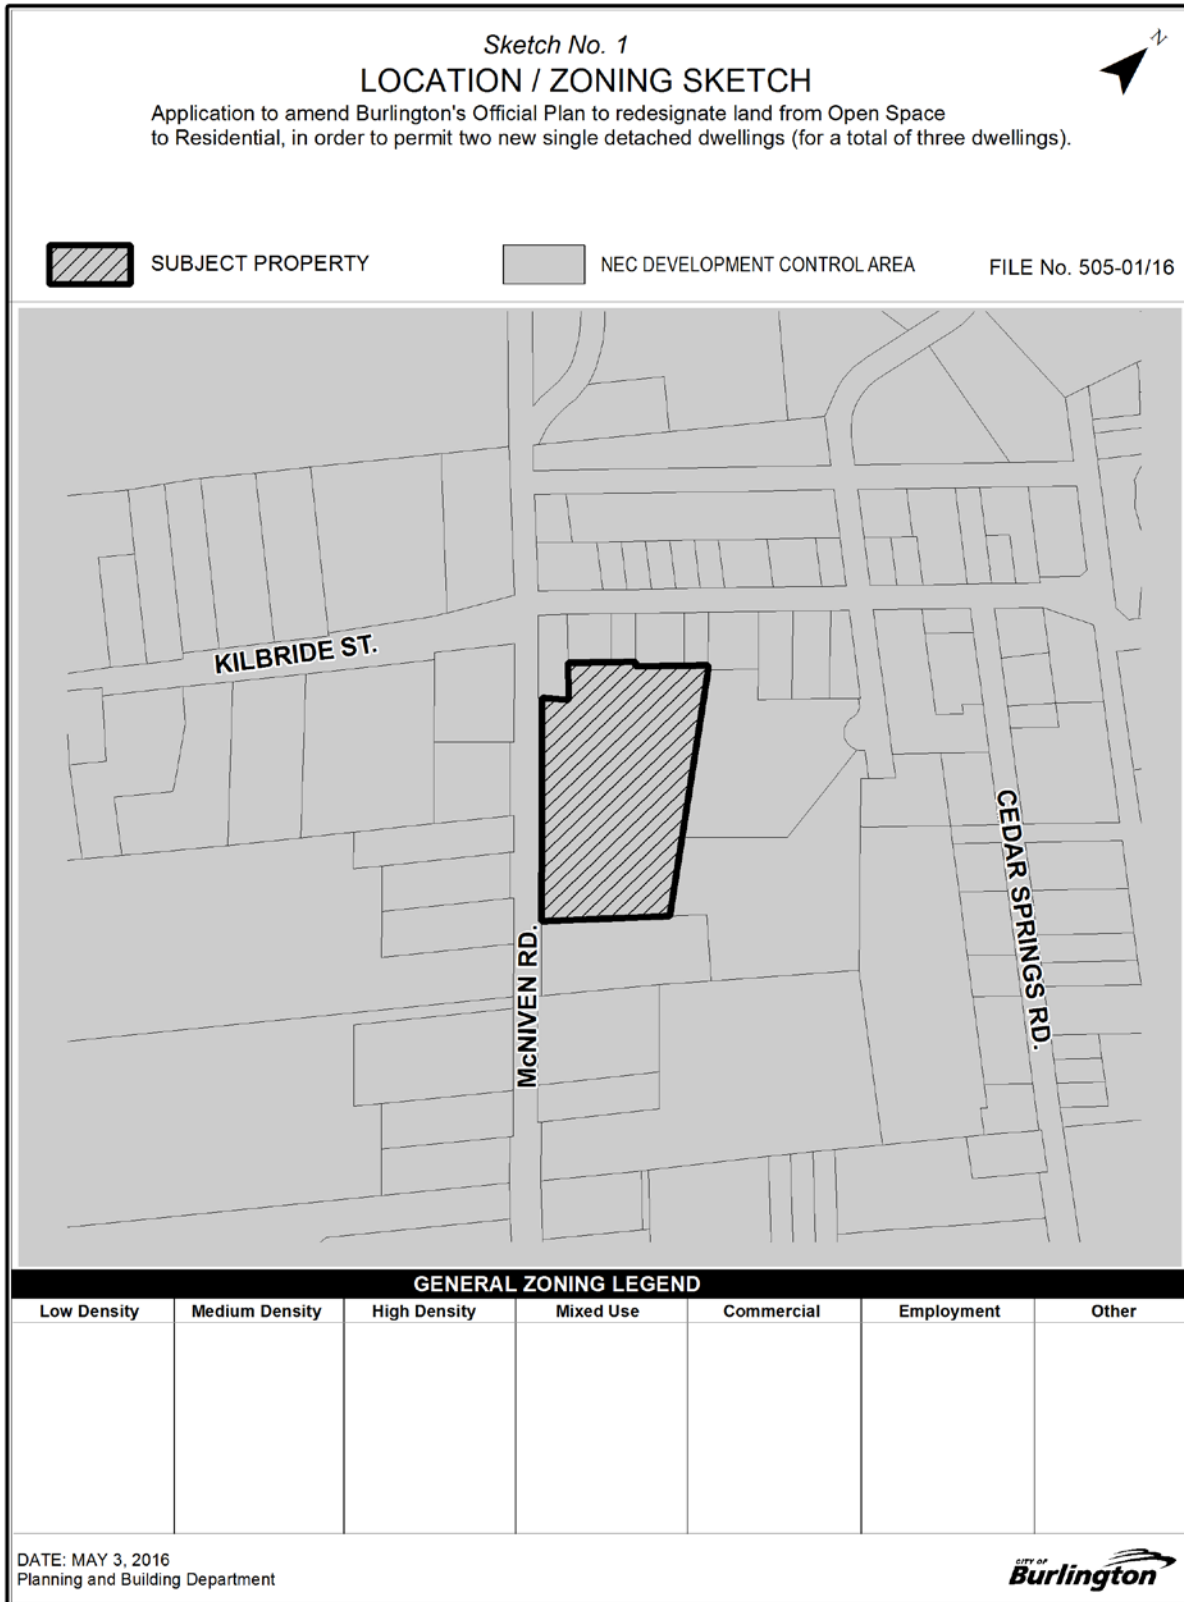 Sketch No. 1
LOCATION / ZONING SKETCH
N
Application to amend Burlington's Official Plan to redesignate land from Open Space
to Residential, in order to permit two new single detached dwellings (for a total of three dwellings).
SUBJECT PROPERTY
NEC DEVELOPMENT CONTROL AREA
FILE No. 505-01/16
KILBRIDE ST.
CEDAR SPRINGS RD.
McNIVEN RD.
GENERAL ZONING LEGEND
Low Density
Medium Density
High Density
Mixed Use
Commercial
Employment
Other
DATE: MAY 3, 2016
Planning and Building Department
CITY OF
Burlington